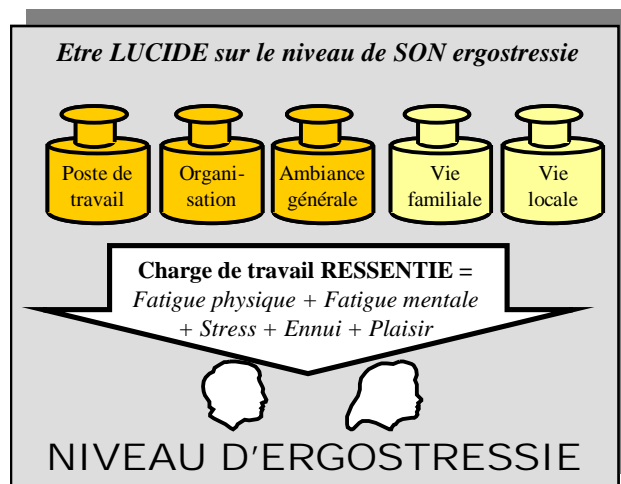 Etre LUCIDE sur le niveau de SON ergostressie
Poste de
travail
Organi-
sation
Ambiance
générale
Vie
familiale
Vie
locale
Charge de travail RESSENTIE =
Fatigue physique + Fatigue mentale
+ Stress + Ennui + Plaisir
NIVEAU D'ERGOSTRESSIE